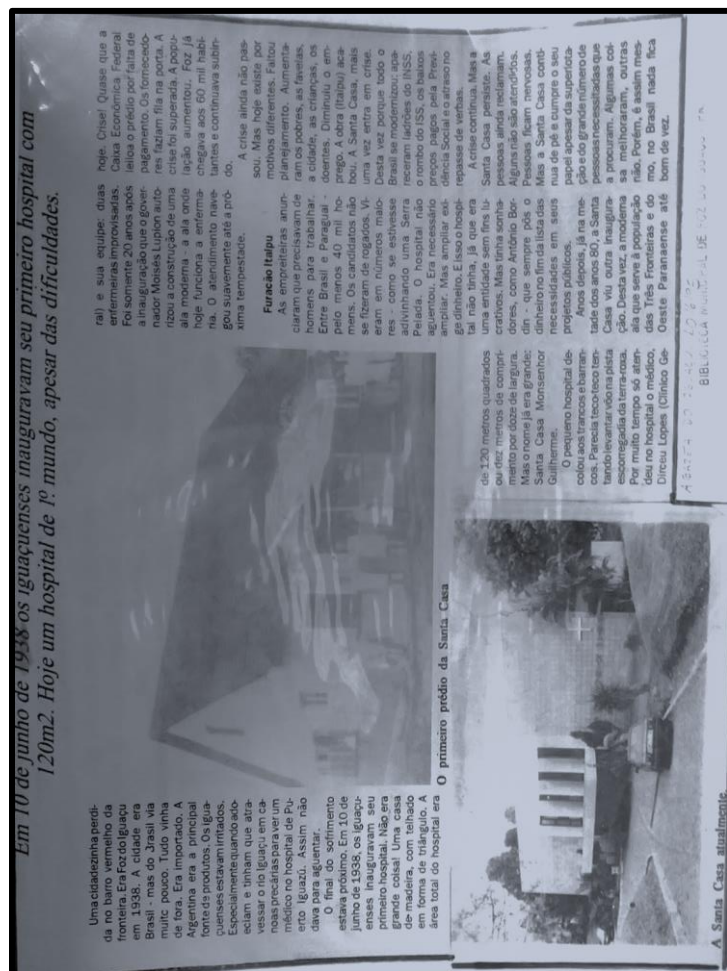 Em 10 de junho de 1938 os iguaçuenses inauguravam seu primeiro hospital com
120m2. Hoje um hospital de 1º. mundo, apesar das dificuldades.
Uma cidadezinha perdi-
da no barro vermelho da
fronteira. Era Foz do Iguaçu
em 1938. A cidade era
Brasil - mas do Brasil via
muito pouco. Tudo vinha
de fora. Era importado. A
Argentina era a principal
fonte de produtos. Os igua-
çuenses estavam irritados.
Especialmente quando ado-
eciam e tinham que atra-
vessar o rio Iguaçu em ca-
noas precárias para ver um
médico no hospital de Pu-
erto Iguazú. Assim não
dava para aguentar.
O final do sofrimento
estava próximo. Em 10 de
junho de 1938, os iguaçu-
enses inauguravam seu
primeiro hospital. Não era
grande coisa! Uma casa
de madeira, com telhado
em forma de triângulo. A
área total do hospital era
O primeiro prédio da Santa Casa
A Santa Casa atualmente.
de 120 metros quadrados
ou dez metros de compri-
mento por doze de largura.
Mas o nome já era grande:
Santa Casa Monsenhor
Guilherme.
O pequeno hospital de-
colou aos trancos e barran-
cos. Parecia teco-teco ten-
tando levantar vôo na pista
escorregadia da terra-roxa.
Por muito tempo só aten-
deu no hospital o médico,
Dirceu Lopes (Clínico Ge-
ral) e sua equipe: duas
enfermeiras improvisadas.
Foi somente 20 anos após
a inauguração que o gover-
nador Moisés Lupion auto-
rizou a construção de uma
ala moderna - a ala onde
hoje funciona a enferma-
ria. O atendimento nave-
gou suavemente até a pró-
xima tempestade.
Furacão Itaipu
As empreiteiras anun-
ciaram que precisavam de
homens para trabalhar.
Entre Brasil e Paraguai -
pelo menos 40 mil ho-
mens. Os candidatos não
se fizeram de rogados. Vi-
eram em números maio-
res - como se estivesse
adivinhando uma Serra
Pelada. O hospital não
aguentou. Era necessário
ampliar. Mas ampliar exi-
ge dinheiro. E isso o hospi-
tal não tinha, já que era
uma entidade sem fins lu-
crativos. Mas tinha sonha-
dores, como Antônio Bor-
din - que sempre pôs o
dinheiro no fim da lista das
necessidades em seus
projetos públicos.
Anos depois, já na me-
tade dos anos 80, a Santa
Casa viu outra inaugura-
ção. Desta vez, a moderna
ala que serve à população
das Três Fronteiras e do
Oeste Paranaense até
hoje. Crise! Quase que a
Caixa Econômica Federal
leiloa o prédio por falta de
pagamento. Os fornecedo-
res faziam fila na porta. A
crise foi superada. A popu-
lação aumentou. Foz já
chegava aos 60 mil habi-
tantes e continuava subin-
do.
A crise ainda não pas-
sou. Mas hoje existe por
motivos diferentes. Faltou
planejamento. Aumenta-
ram os pobres, as favelas,
a cidade, as crianças, os
doentes. Diminuiu o em-
prego. A obra (Itaipu) aca-
bou. A Santa Casa, mais
uma vez entra em crise.
Desta vez porque todo o
Brasil se modernizou: apa-
receram ladrões do INSS,
o rombo no ISS, os baixos
preços pagos pela Previ-
dência Social e o atraso no
repasse de verbas.
A crise continua. Mas a
Santa Casa persiste. As
pessoas ainda reclamam.
Alguns não são atendidos.
Pessoas ficam nervosas.
Mas a Santa Casa conti-
nua de pé e cumpre o seu
papel apesar da superlota-
ção e do grande número de
pessoas necessitadas que
a procuram. Algumas coi-
sa melhoraram, outras
não. Porém, é assim mes-
mo, no Brasil nada fica
bom de vez.
BIBLIOTECA MUNICIPAL DE FOZ DO